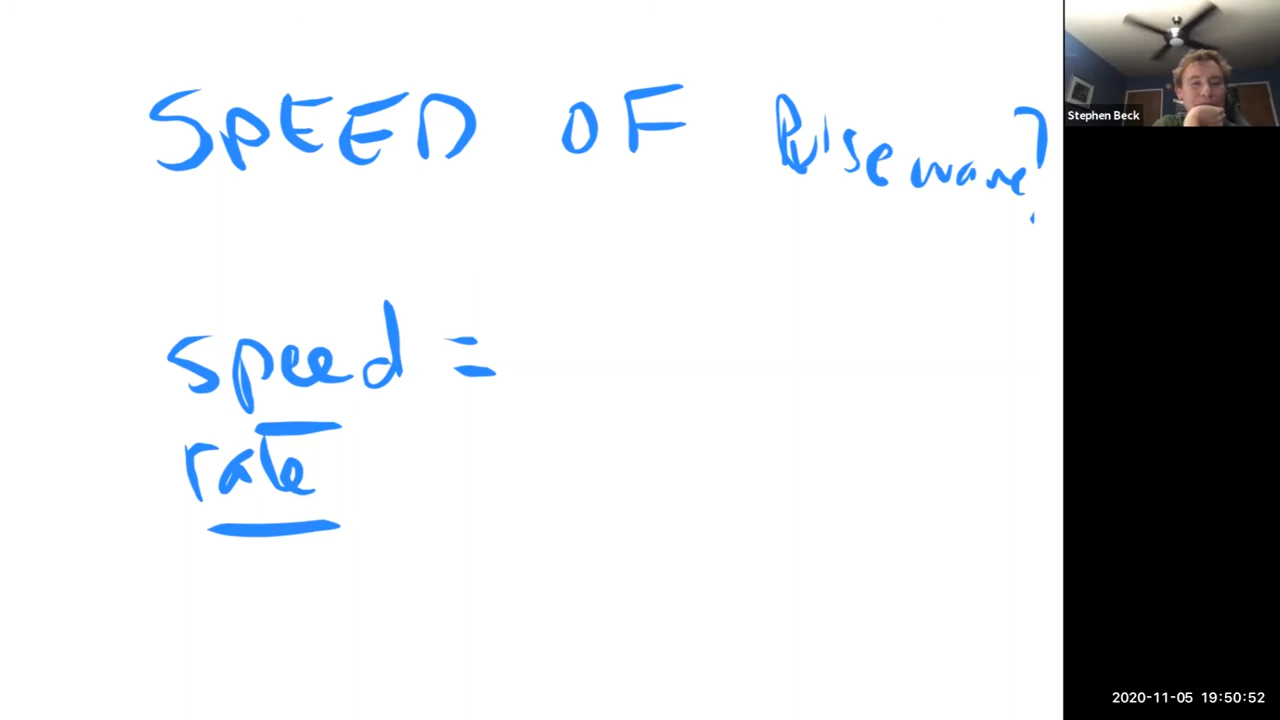 SPEED OF Pulse wave?
speed =
rate
Stephen Beck
2020-11-05 19:50:52